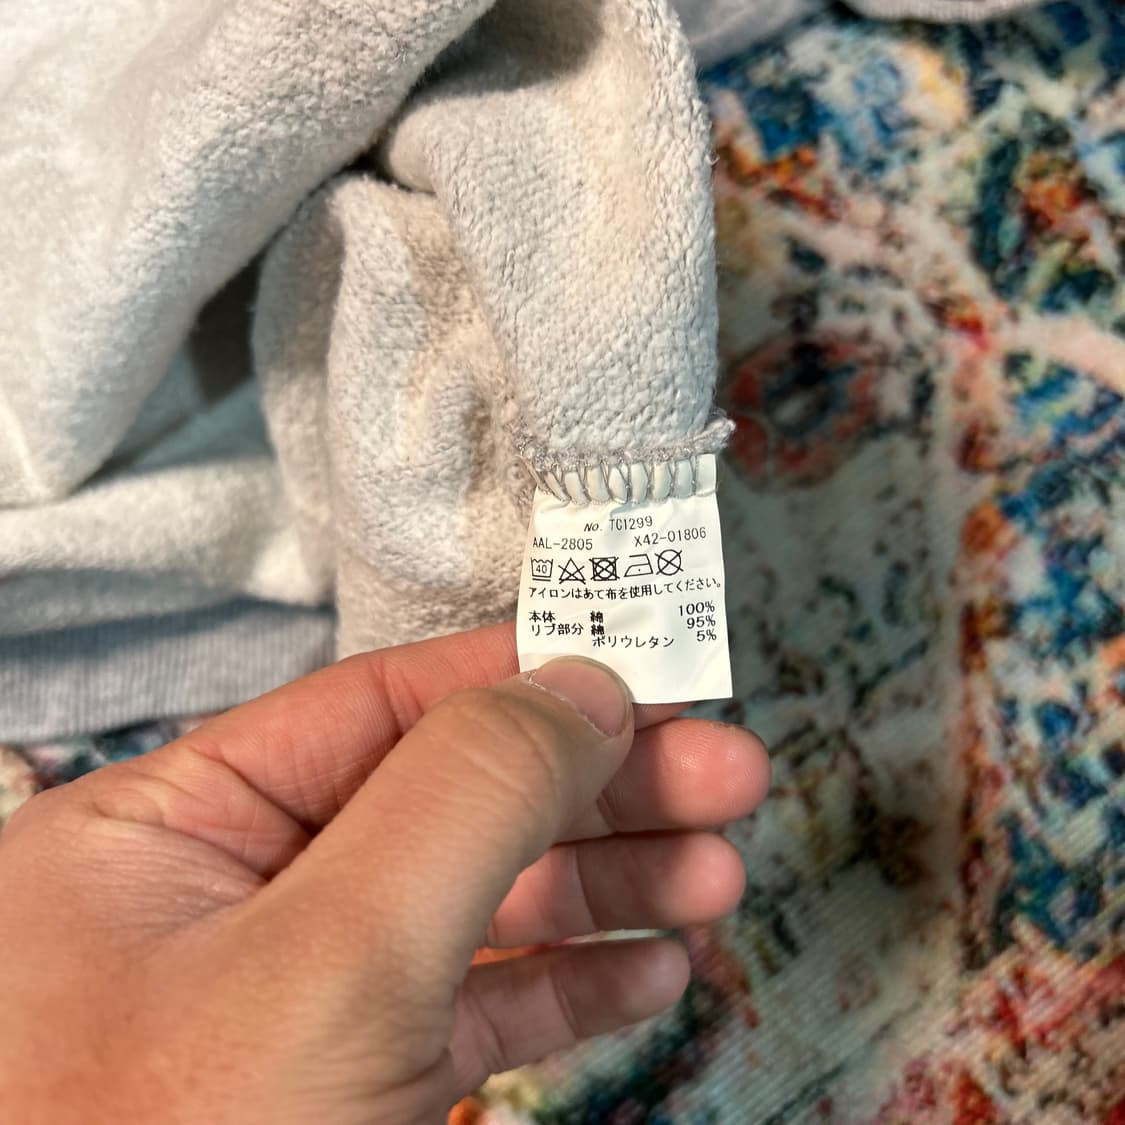 No. TC1299
AAL-2805 X42-01806
40
アイロンはあて布を使用してください。
本体 綿 100%
リブ部分 綿 95%
ポリウレタン 5%